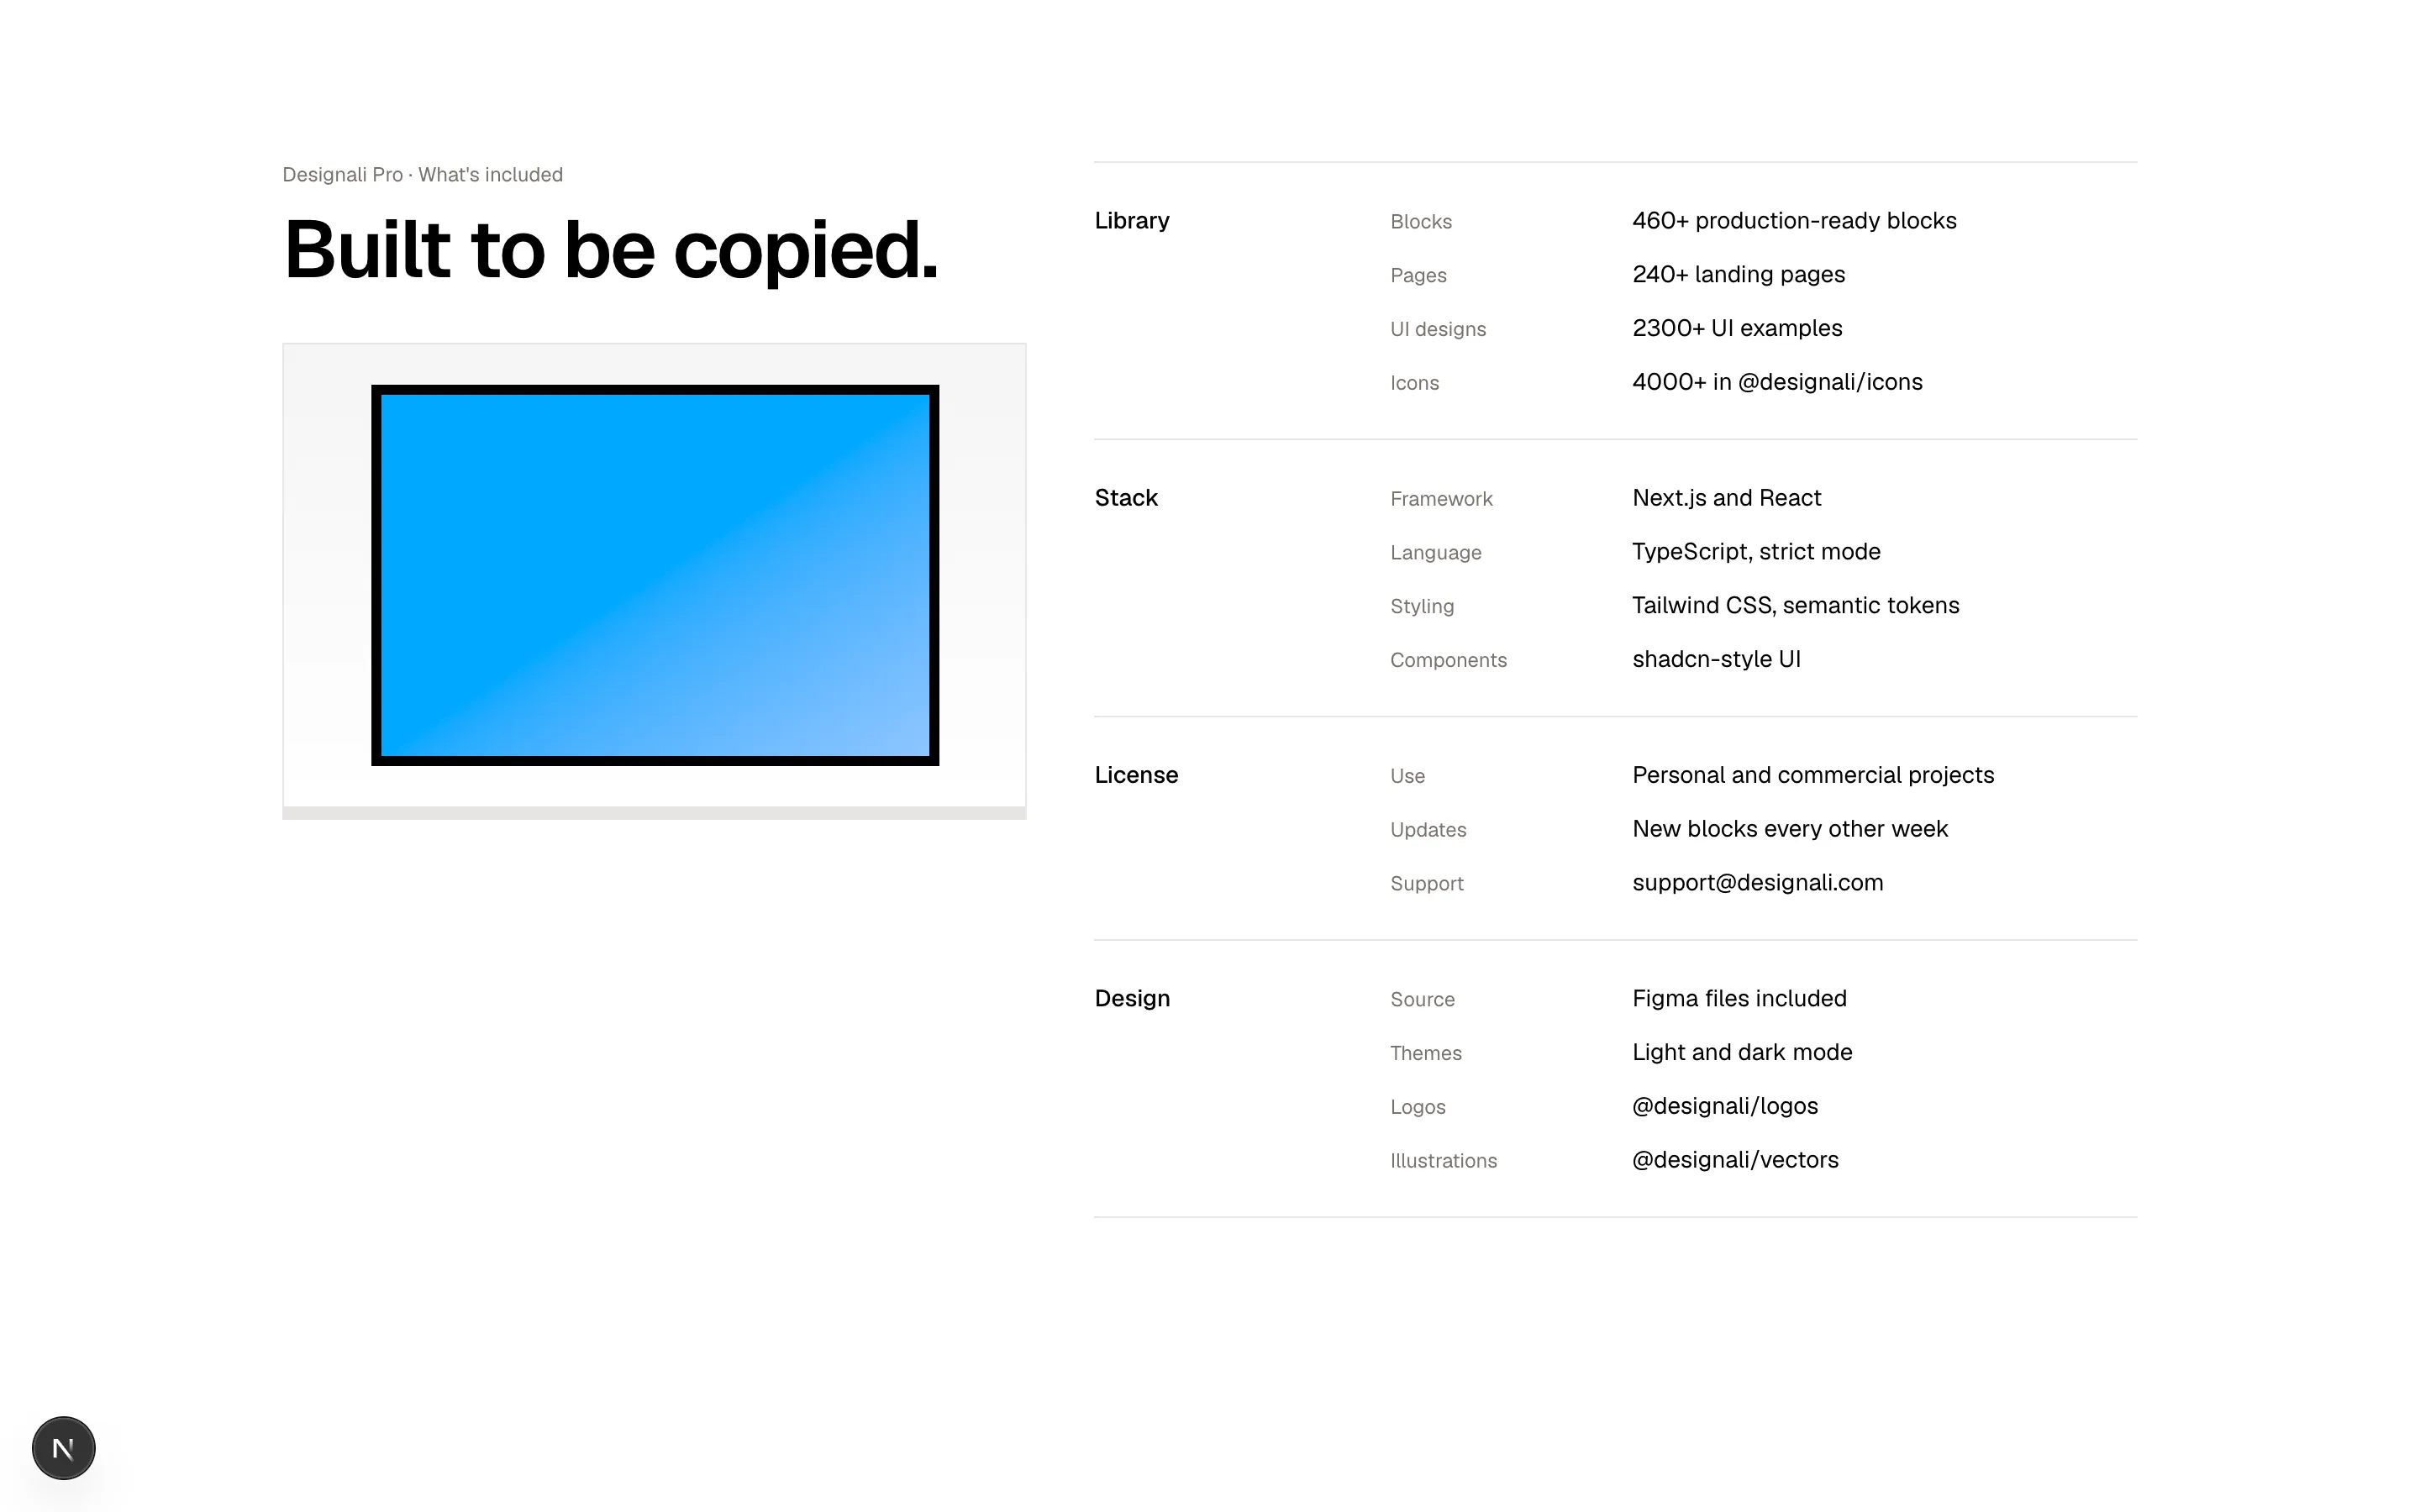 Designali Pro · What's included
Built to be copied.
Library
Blocks 460+ production-ready blocks
Pages 240+ landing pages
UI designs 2300+ UI examples
Icons 4000+ in @designali/icons
Stack
Framework Next.js and React
Language TypeScript, strict mode
Styling Tailwind CSS, semantic tokens
Components shadcn-style UI
License
Use Personal and commercial projects
Updates New blocks every other week
Support support@designali.com
Design
Source Figma files included
Themes Light and dark mode
Logos @designali/logos
Illustrations @designali/vectors
N